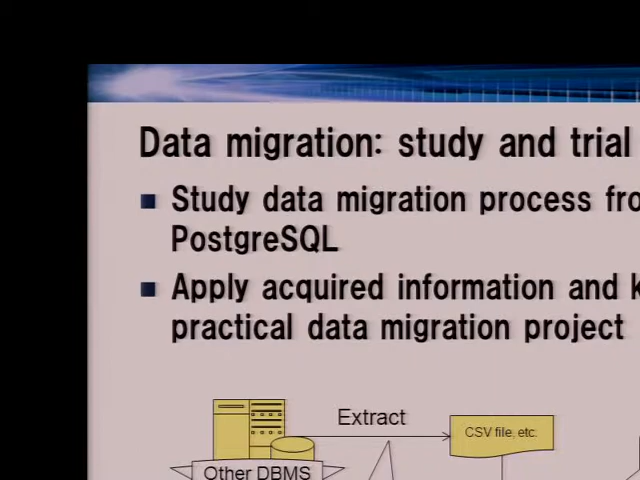 Data migration: study and trial
Study data migration process
PostgreSQL
Apply acquired information and
practical data migration project
Extract
CSV file, etc.
Other DBMS